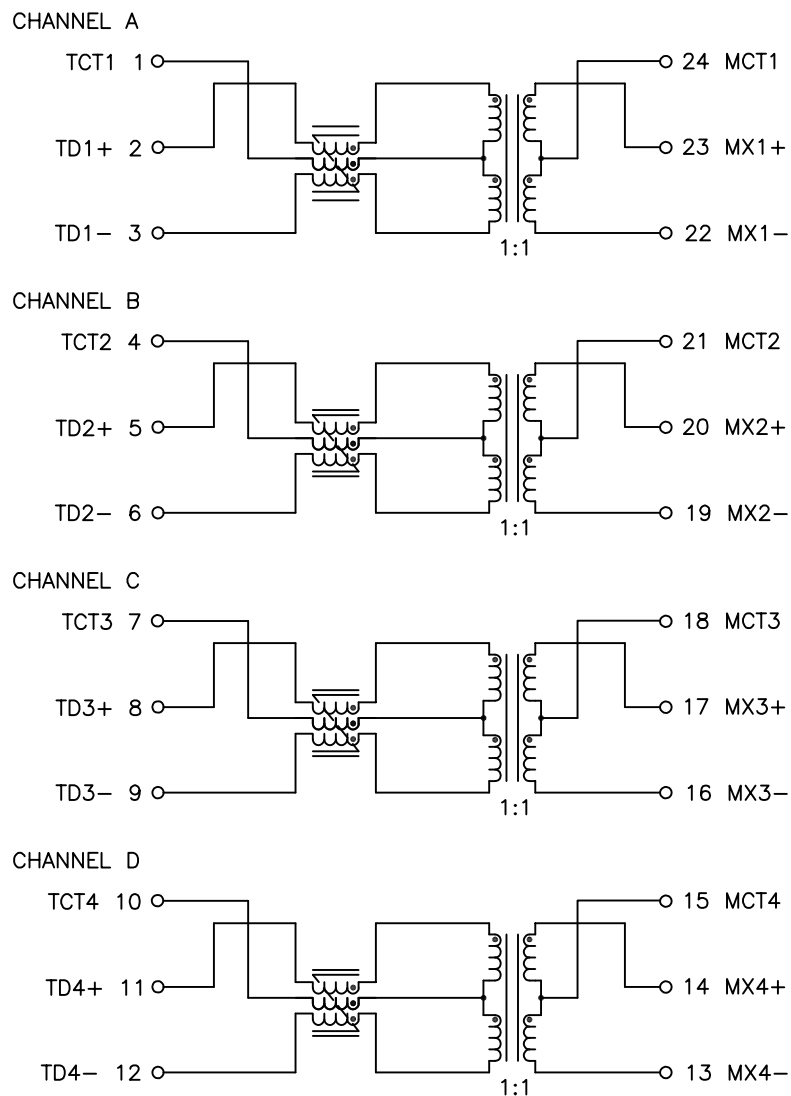 CHANNEL A
TCT1 1 24 MCT1
TD1+ 2 23 MX1+
TD1− 3 22 MX1−
1:1
CHANNEL B
TCT2 4 21 MCT2
TD2+ 5 20 MX2+
TD2− 6 19 MX2−
1:1
CHANNEL C
TCT3 7 18 MCT3
TD3+ 8 17 MX3+
TD3− 9 16 MX3−
1:1
CHANNEL D
TCT4 10 15 MCT4
TD4+ 11 14 MX4+
TD4− 12 13 MX4−
1:1